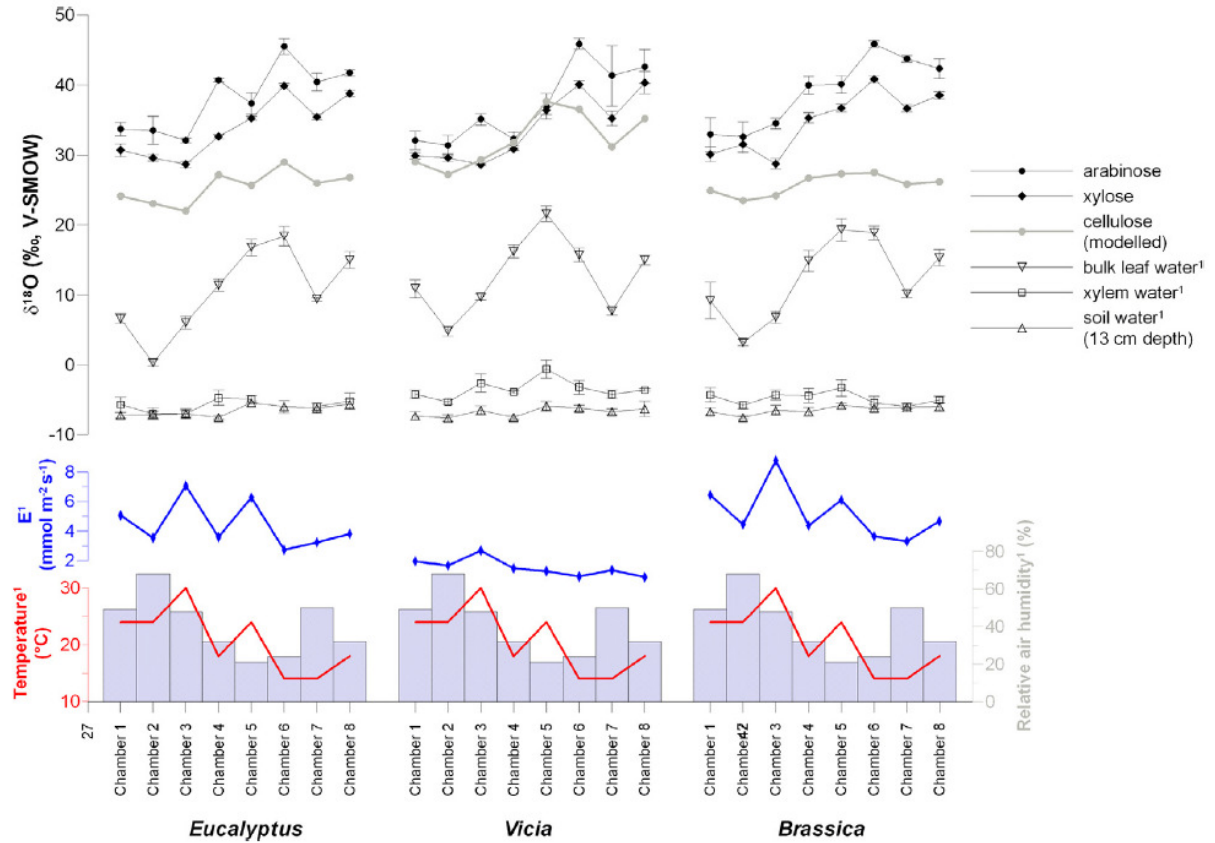 50
40
30
20
10
0
-10
δ¹⁸O (‰, V-SMOW)
arabinose
xylose
cellulose
(modelled)
bulk leaf water¹
xylem water¹
soil water¹
(13 cm depth)
8
6
4
2
E¹
(mmol m⁻² s⁻¹)
30
20
10
Temperature¹
(°C)
80
60
40
20
0
Relative air humidity¹ (%)
27
Chamber 1
Chamber 2
Chamber 3
Chamber 4
Chamber 5
Chamber 6
Chamber 7
Chamber 8
Chamber 1
Chamber 2
Chamber 3
Chamber 4
Chamber 5
Chamber 6
Chamber 7
Chamber 8
Chamber 1
Chamber 42
Chamber 3
Chamber 4
Chamber 5
Chamber 6
Chamber 7
Chamber 8
Eucalyptus
Vicia
Brassica